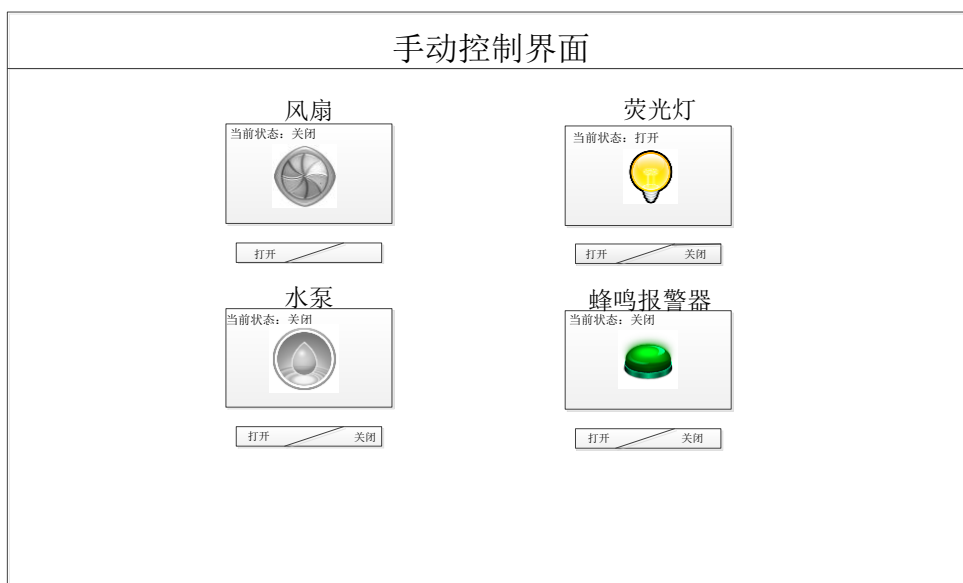 手动控制界面
风扇
当前状态：关闭
打开
荧光灯
当前状态：打开
打开 关闭
水泵
当前状态：关闭
打开 关闭
蜂鸣报警器
当前状态：关闭
打开 关闭